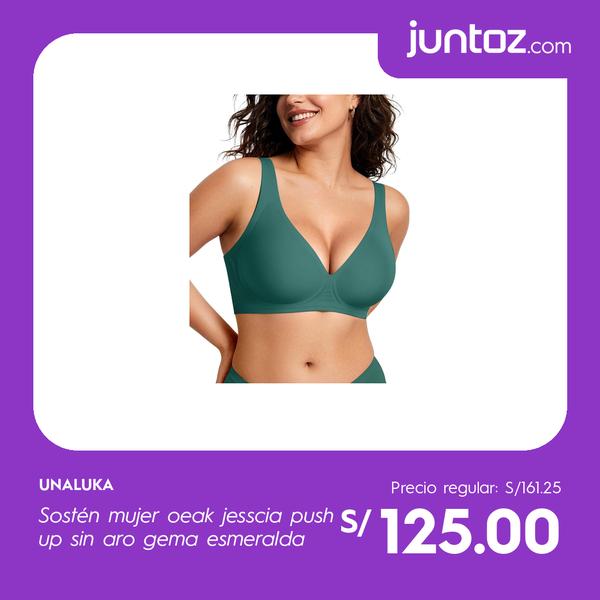 juntoz.com
UNALUKA
Sostén mujer oeak jesscia push
up sin aro gema esmeralda
Precio regular: S/161.25
S/125.00